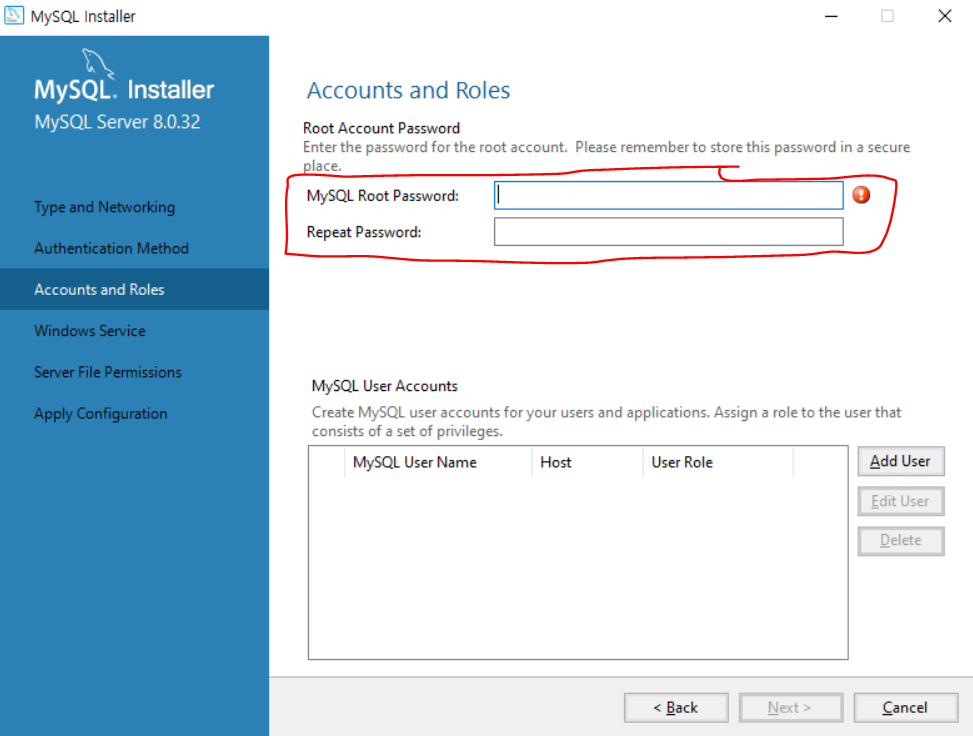 MySQL Installer
MySQL. Installer
MySQL Server 8.0.32
Type and Networking
Authentication Method
Accounts and Roles
Windows Service
Server File Permissions
Apply Configuration
Accounts and Roles
Root Account Password
Enter the password for the root account.  Please remember to store this password in a secure
place.
MySQL Root Password:
Repeat Password:
MySQL User Accounts
Create MySQL user accounts for your users and applications. Assign a role to the user that
consists of a set of privileges.
MySQL User Name Host User Role
Add User
Edit User
Delete
< Back Next > Cancel